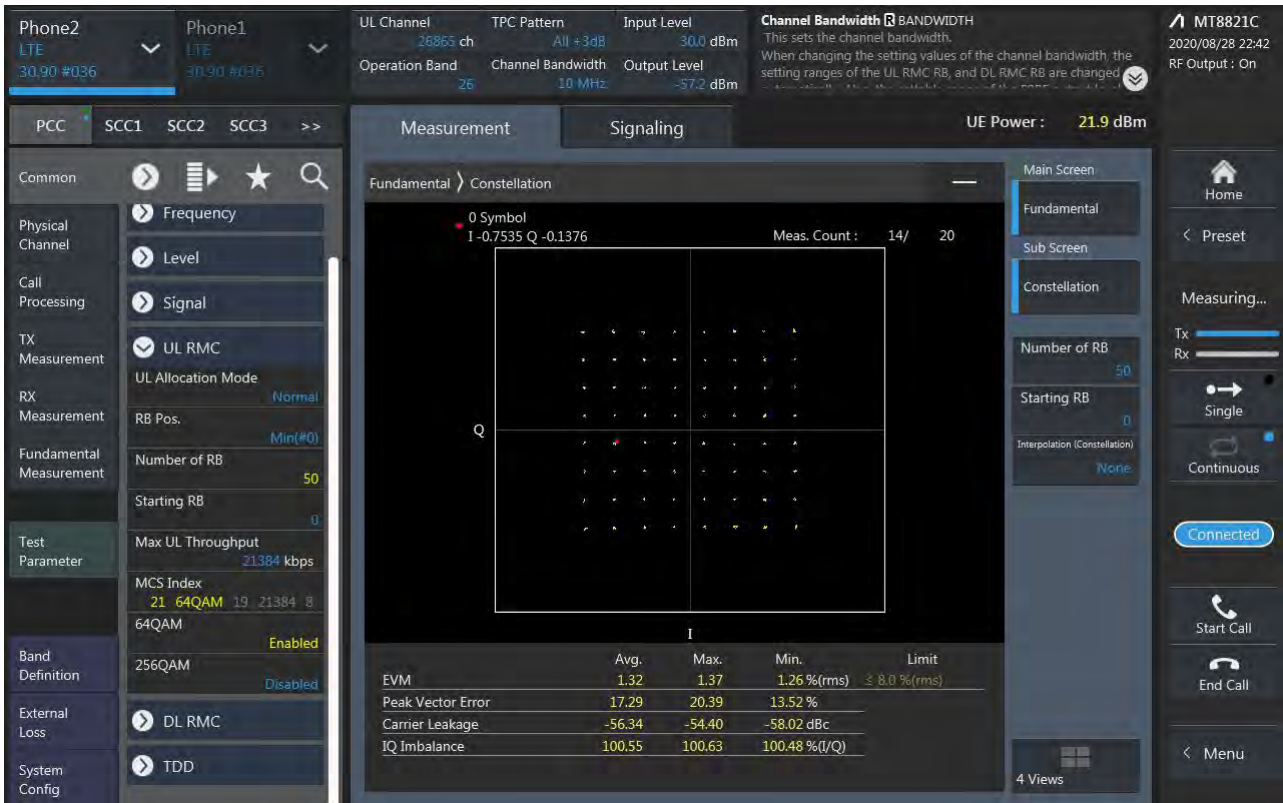 Phone2
LTE
30.90 #036
Phone1
LTE
30.90 #036
UL Channel
26865 ch
Operation Band
26
TPC Pattern
All +3dB
Channel Bandwidth
10 MHz
Input Level
30.0 dBm
Output Level
-57.2 dBm
Channel Bandwidth R BANDWIDTH
This sets the channel bandwidth.
When changing the setting values of the channel bandwidth, the
setting ranges of the UL RMC RB, and DL RMC RB are changed
MT8821C
2020/08/28 22:42
RF Output : On
PCC SCC1 SCC2 SCC3 >>
Measurement
Signaling
UE Power : 21.9 dBm
Common
Physical
Channel
Call
Processing
TX
Measurement
RX
Measurement
Fundamental
Measurement
Test
Parameter
Band
Definition
External
Loss
System
Config
Frequency
Level
Signal
UL RMC
UL Allocation Mode
Normal
RB Pos.
Min(#0)
Number of RB
50
Starting RB
0
Max UL Throughput
21384 kbps
MCS Index
21 64QAM 19 21384 8
64QAM
Enabled
256QAM
Disabled
DL RMC
TDD
Fundamental > Constellation
0 Symbol
I -0.7535 Q -0.1376
Meas. Count : 14/ 20
Q
I
Avg. Max. Min. Limit
EVM 1.32 1.37 1.26 %(rms) ≤ 8.0 %(rms)
Peak Vector Error 17.29 20.39 13.52 %
Carrier Leakage -56.34 -54.40 -58.02 dBc
IQ Imbalance 100.55 100.63 100.48 %(I/Q)
Main Screen
Fundamental
Sub Screen
Constellation
Number of RB
50
Starting RB
0
Interpolation (Constellation)
None
4 Views
Home
< Preset
Measuring...
Tx
Rx
Single
Continuous
Connected
Start Call
End Call
< Menu